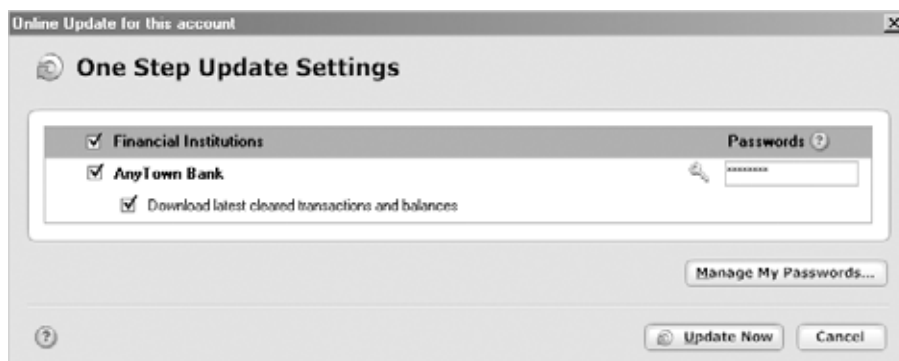 Online Update for this account
One Step Update Settings
Financial Institutions Passwords ?
AnyTown Bank ********
Download latest cleared transactions and balances
Manage My Passwords...
? Update Now Cancel